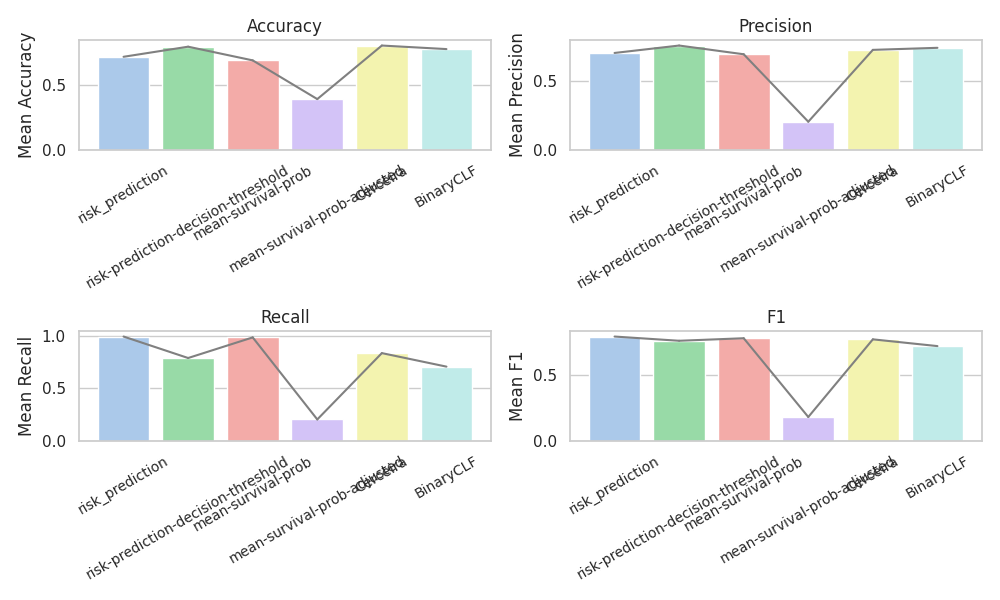 Accuracy
Mean Accuracy
0.5
0.0
risk_prediction
risk-prediction-decision-threshold
mean-survival-prob
mean-survival-prob-adjusted
BinaryCLF
Precision
Mean Precision
0.5
0.0
risk_prediction
risk-prediction-decision-threshold
mean-survival-prob
mean-survival-prob-adjusted
BinaryCLF
Recall
Mean Recall
1.0
0.5
0.0
risk_prediction
risk-prediction-decision-threshold
mean-survival-prob
mean-survival-prob-adjusted
BinaryCLF
F1
Mean F1
0.5
0.0
risk_prediction
risk-prediction-decision-threshold
mean-survival-prob
mean-survival-prob-adjusted
BinaryCLF